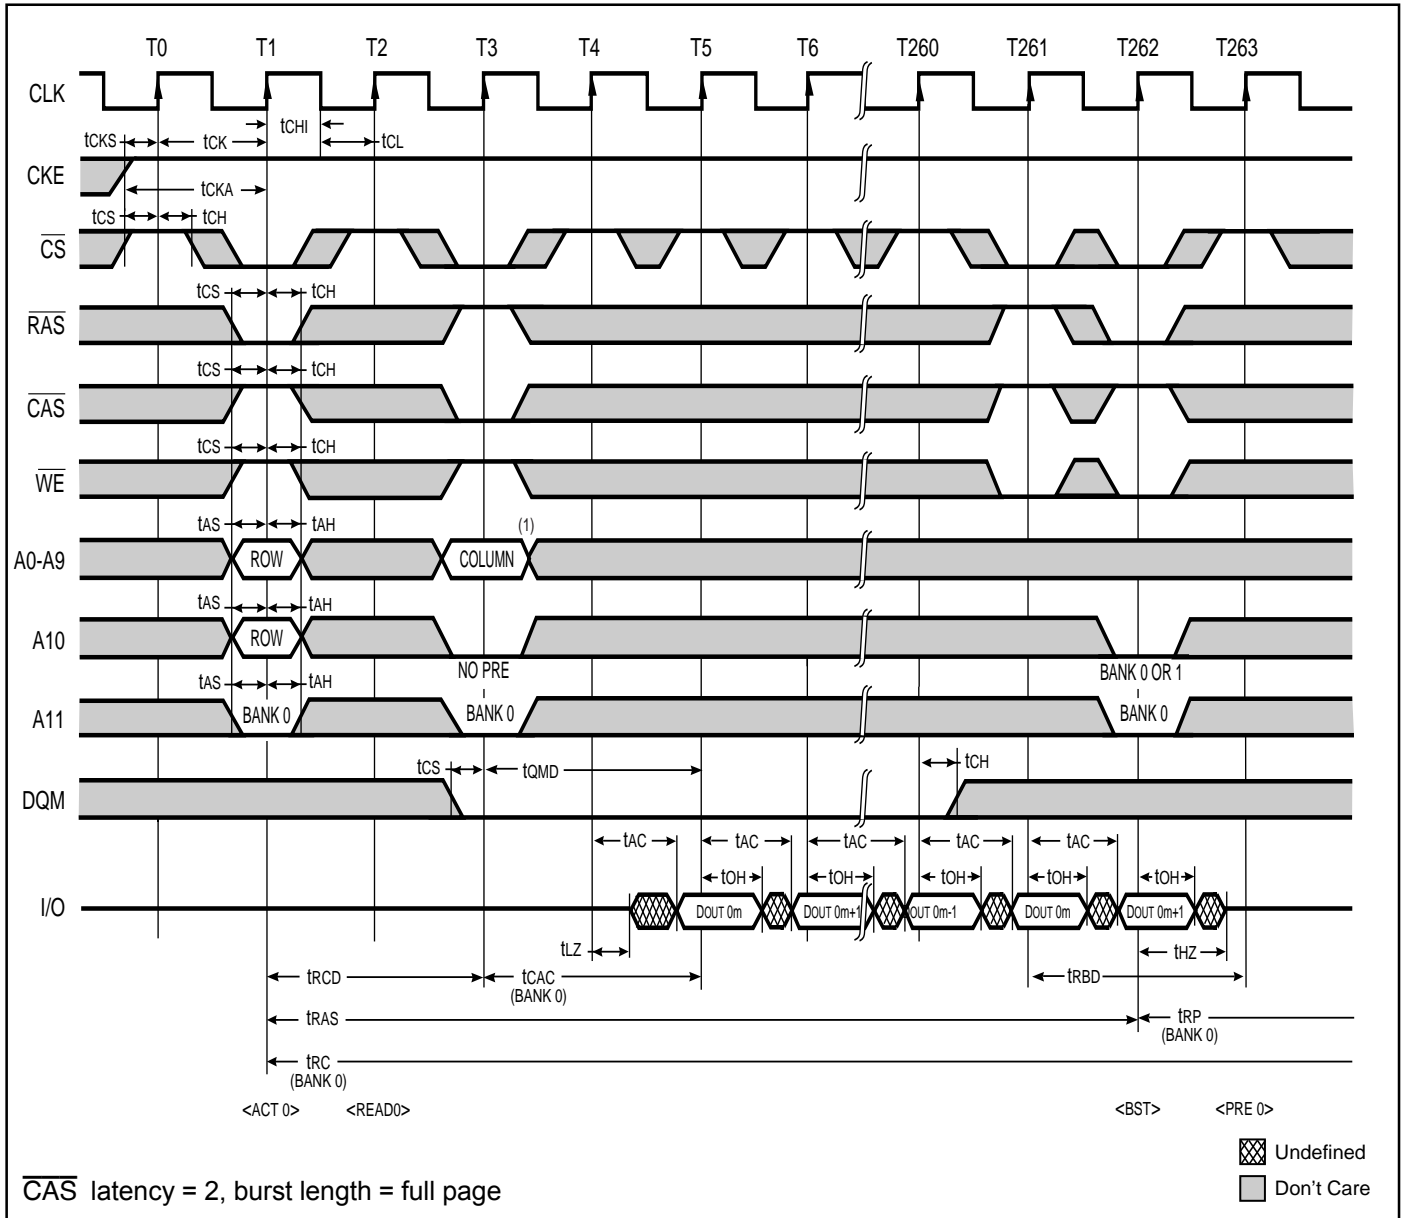 T0 T1 T2 T3 T4 T5 T6 T260 T261 T262 T263
CLK
tCHI
tCKS tCK tCL
CKE
tCKA
tCS tCH
CS
tCS tCH
RAS
tCS tCH
CAS
tCS tCH
WE
tAS tAH (1)
A0-A9 ROW COLUMN
tAS tAH
A10 ROW
NO PRE BANK 0 OR 1
tAS tAH
A11 BANK 0 BANK 0 BANK 0
tCS tQMD tCH
DQM
tAC tAC tAC tAC tAC
tOH tOH tOH tOH tOH
I/O DOUT 0m DOUT 0m+1 OUT 0m-1 DOUT 0m DOUT 0m+1
tLZ tHZ
tRCD tCAC tRBD
(BANK 0)
tRAS tRP
(BANK 0)
tRC
(BANK 0)
<ACT 0> <READ0> <BST> <PRE 0>
Undefined
Don't Care
CAS latency = 2, burst length = full page